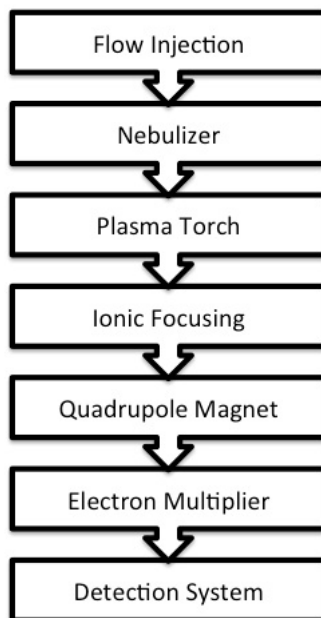 Flow Injection
Nebulizer
Plasma Torch
Ionic Focusing
Quadrupole Magnet
Electron Multiplier
Detection System